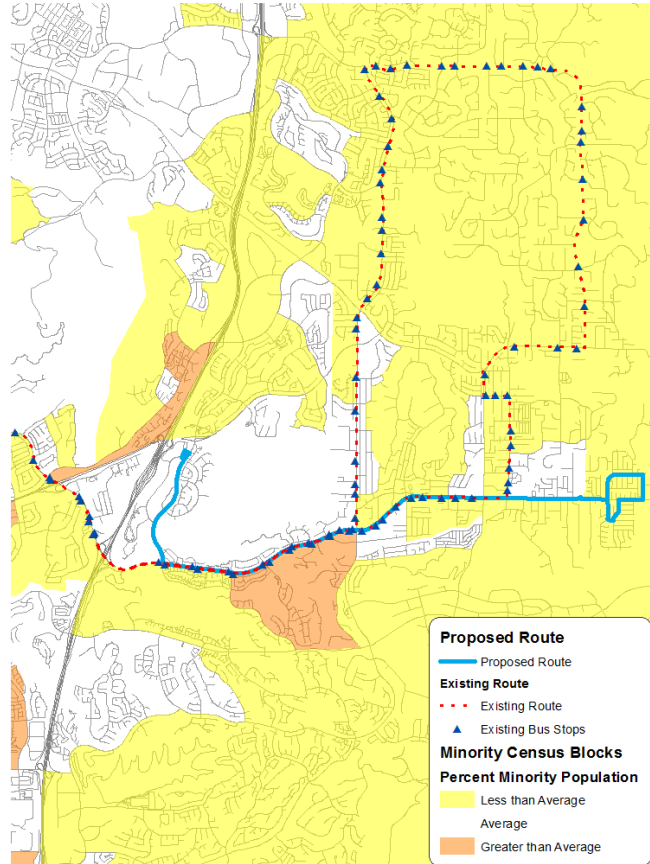 Proposed Route
Proposed Route
Existing Route
Existing Route
Existing Bus Stops
Minority Census Blocks
Percent Minority Population
Less than Average
Average
Greater than Average